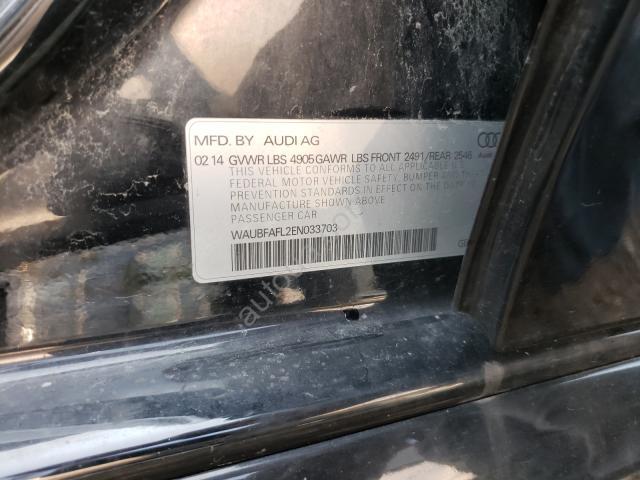 MFD. BY AUDI AG
02 14 GVWR LBS 4905 GAWR LBS FRONT 2491/REAR 2546
THIS VEHICLE CONFORMS TO ALL APPLICABLE
FEDERAL MOTOR VEHICLE SAFETY, BUMPER AND THEFT
PREVENTION STANDARDS IN EFFECT ON THE DATE OF
MANUFACTURE SHOWN ABOVE.
PASSENGER CAR
WAUBFAFL2EN033703